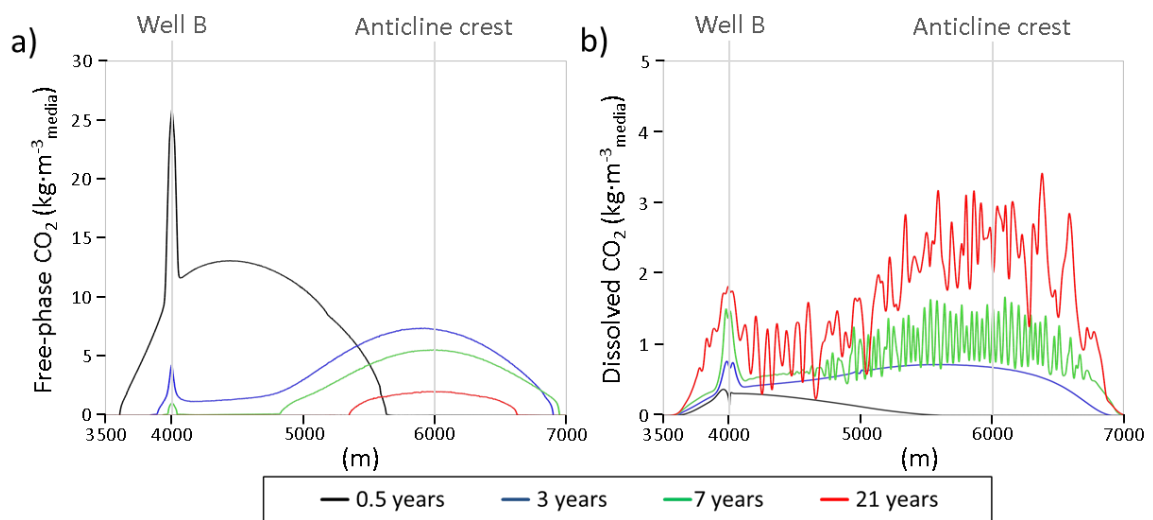 Well B Anticline crest
a)
30
25
20
15
10
5
0
Free-phase CO₂ (kg·m⁻³media)
3500 4000 5000 6000 7000
(m)
Well B Anticline crest
b)
5
4
3
2
1
0
Dissolved CO₂ (kg·m⁻³media)
3500 4000 5000 6000 7000
(m)
0.5 years 3 years 7 years 21 years